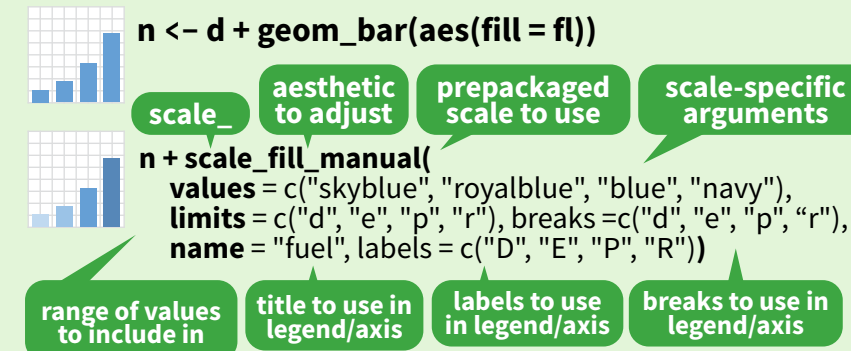 n <– d + geom_bar(aes(fill = fl))
scale_
aesthetic
to adjust
prepackaged
scale to use
scale-specific
arguments
n + scale_fill_manual(
values = c("skyblue", "royalblue", "blue", "navy"),
limits = c("d", "e", "p", "r"), breaks =c("d", "e", "p", “r"),
name = "fuel", labels = c("D", "E", "P", "R"))
range of values
to include in
title to use in
legend/axis
labels to use
in legend/axis
breaks to use in
legend/axis